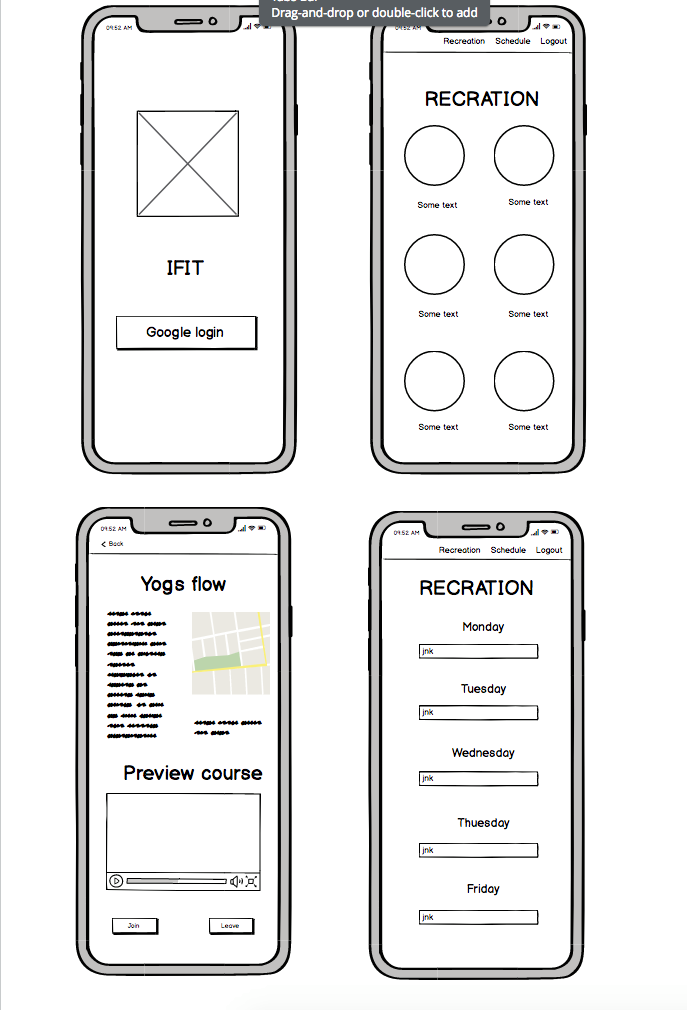 Drag-and-drop or double-click to add
09:52 AM
IFIT
Google login
09:52 AM
Recreation Schedule Logout
RECRATION
Some text Some text
Some text Some text
Some text Some text
09:52 AM
Back
Yogs flow
Preview course
Join Leave
09:52 AM
Recreation Schedule Logout
RECRATION
Monday
jnk
Tuesday
jnk
Wednesday
jnk
Thuesday
jnk
Friday
jnk